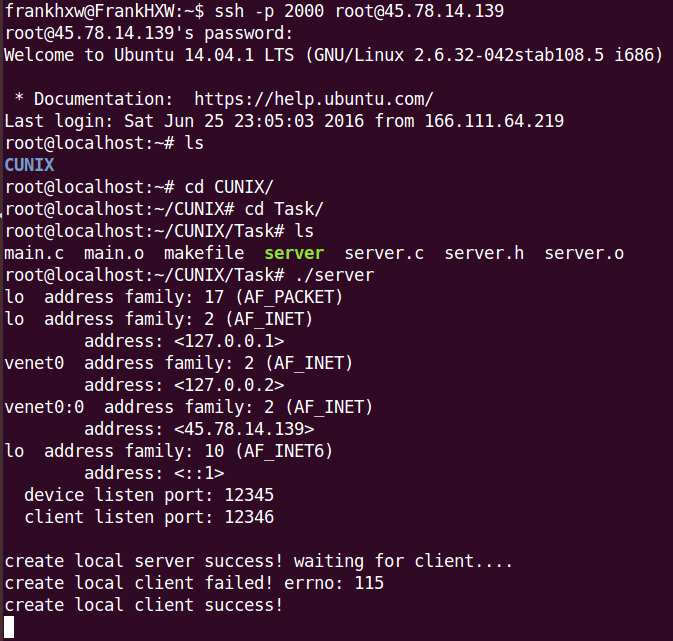 frankhxw@FrankHXW:~$ ssh -p 2000 root@45.78.14.139
root@45.78.14.139's password:
Welcome to Ubuntu 14.04.1 LTS (GNU/Linux 2.6.32-042stab108.5 i686)
* Documentation:  https://help.ubuntu.com/
Last login: Sat Jun 25 23:05:03 2016 from 166.111.64.219
root@localhost:~# ls
CUNIX
root@localhost:~# cd CUNIX/
root@localhost:~/CUNIX# cd Task/
root@localhost:~/CUNIX/Task# ls
main.c  main.o  makefile  server  server.c  server.h  server.o
root@localhost:~/CUNIX/Task# ./server
lo  address family: 17 (AF_PACKET)
lo  address family: 2 (AF_INET)
address: <127.0.0.1>
venet0  address family: 2 (AF_INET)
address: <127.0.0.2>
venet0:0  address family: 2 (AF_INET)
address: <45.78.14.139>
lo  address family: 10 (AF_INET6)
address: <::1>
device listen port: 12345
client listen port: 12346
create local server success! waiting for client....
create local client failed! errno: 115
create local client success!